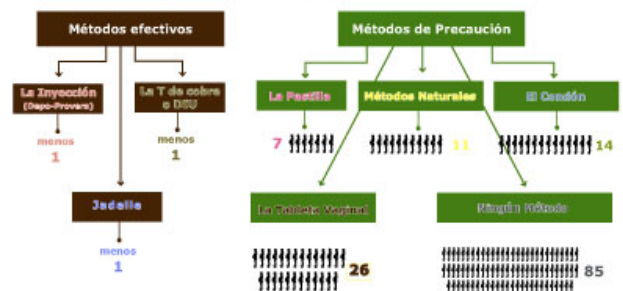 Métodos efectivos
La Inyección
(Depo-Provera)
menos
1
La T de cobre
o DIU
menos
1
Jadelle
menos
1
Métodos de Precaución
La Pastilla
7
Métodos Naturales
11
El Condón
14
La Tableta Vaginal
26
Ningún Método
85